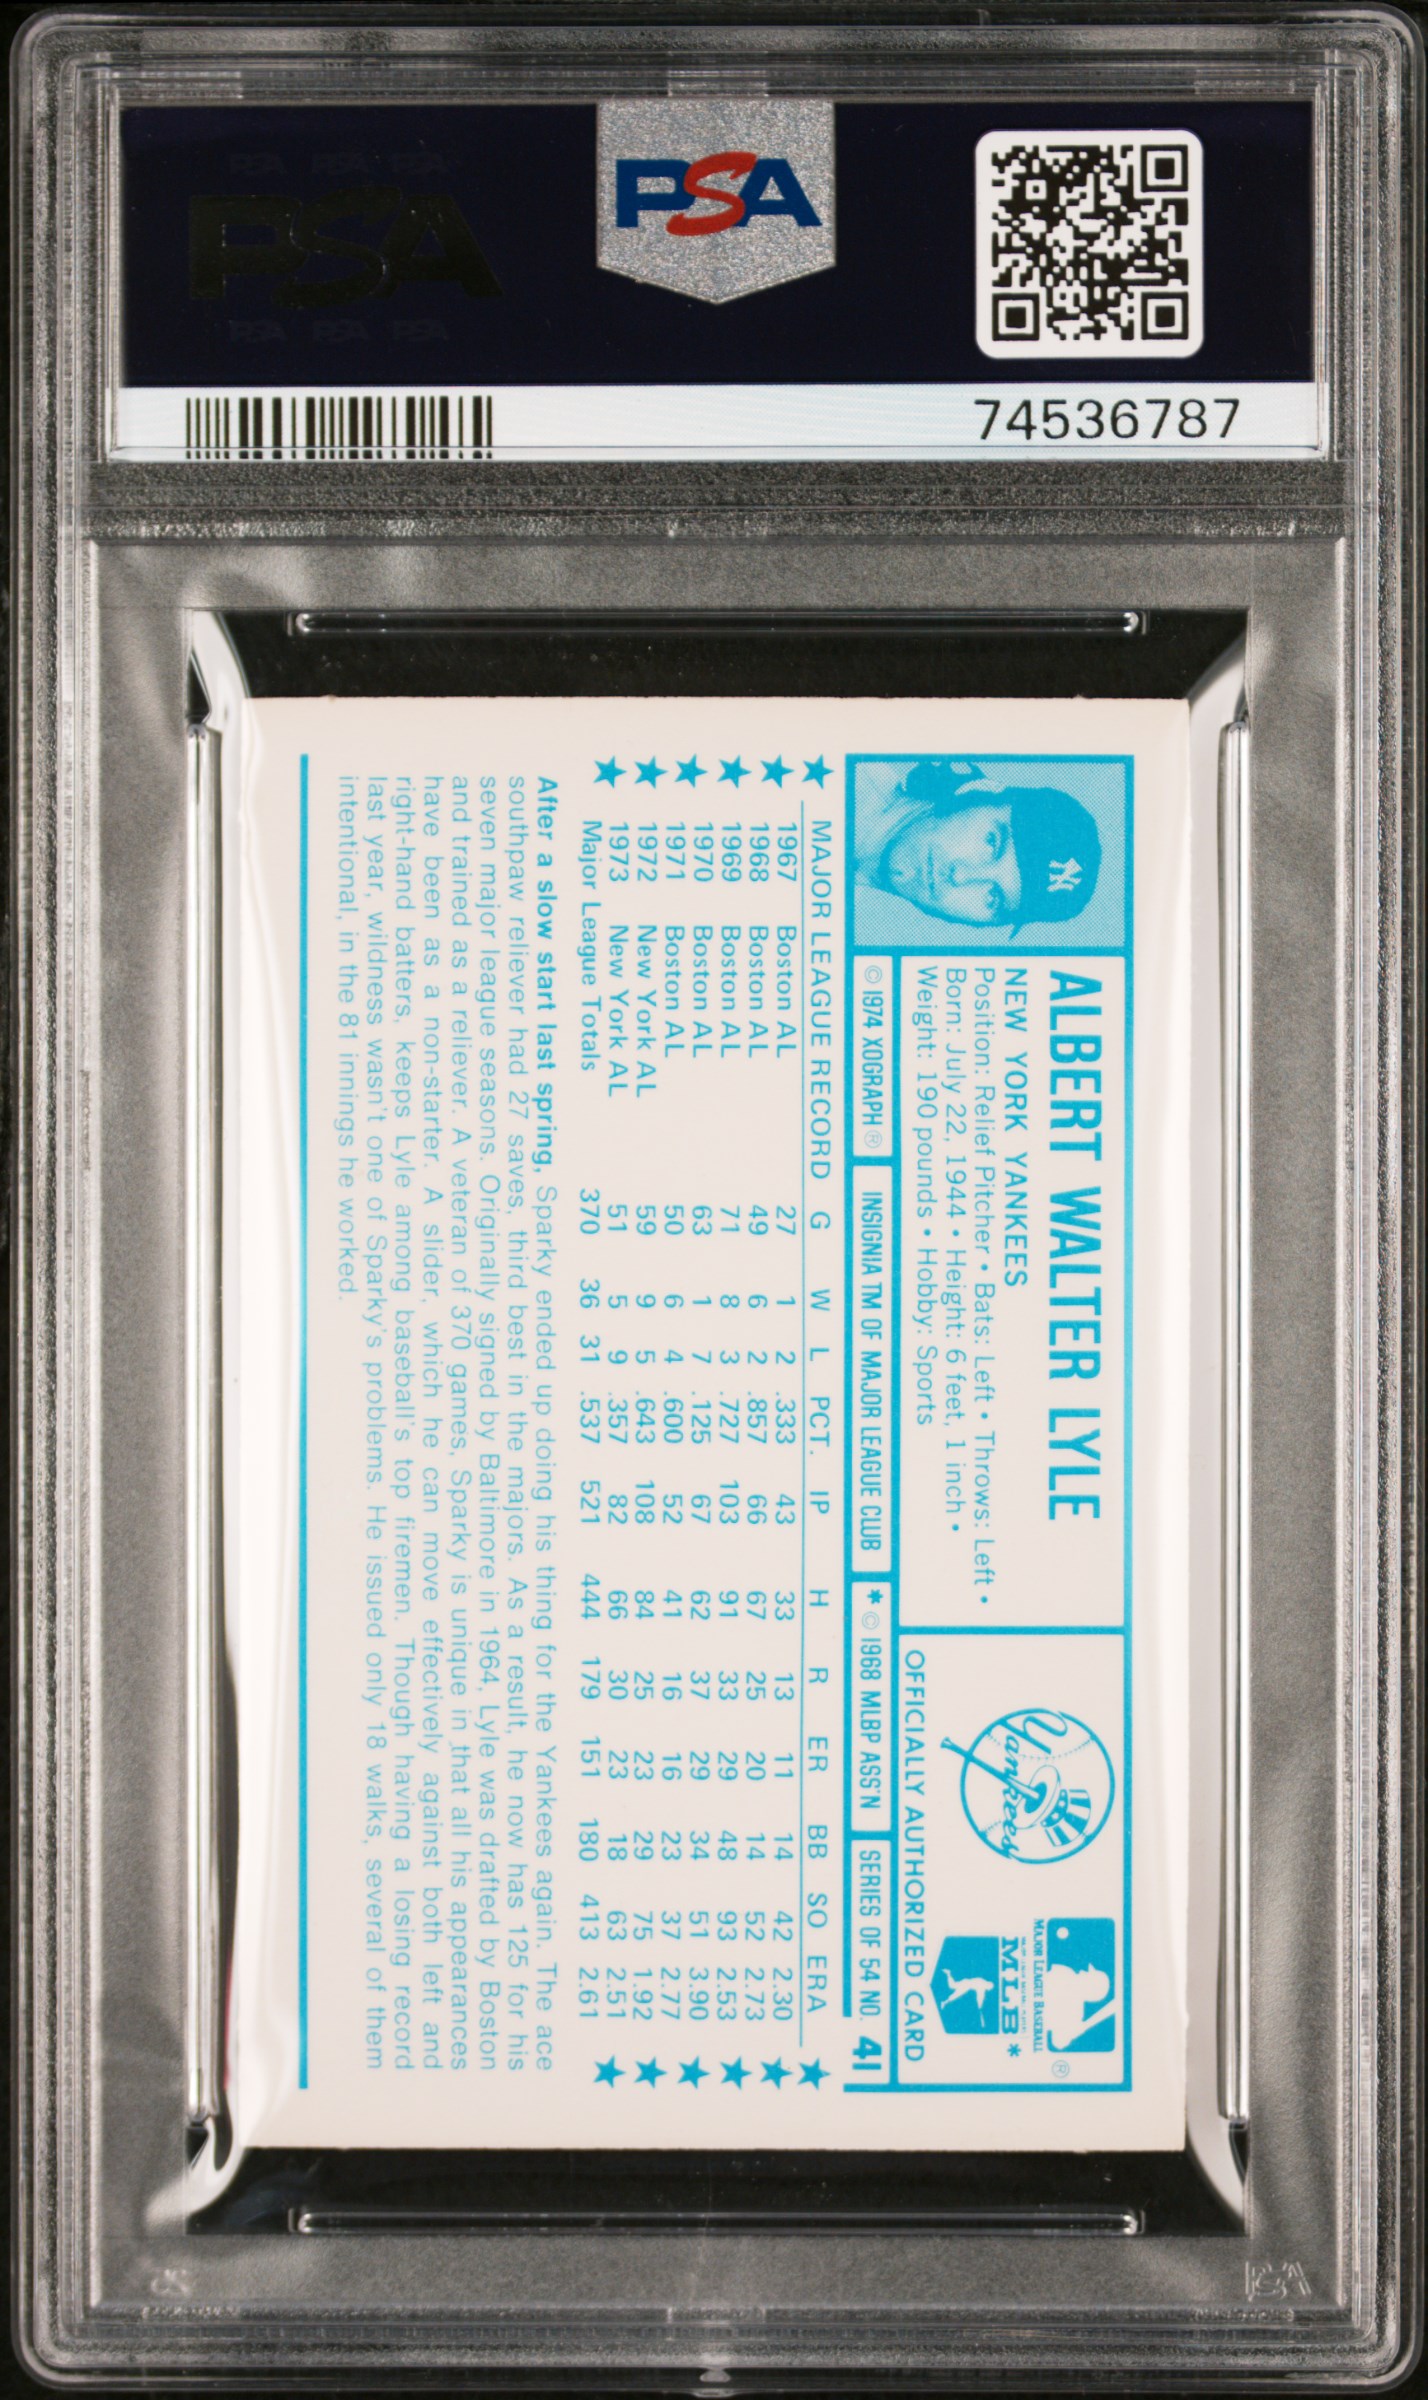 PSA PSA PSA
PSA
PSA PSA PSA
PSA
74536787
ALBERT WALTER LYLE
NEW YORK YANKEES
Position: Relief Pitcher • Bats: Left • Throws: Left •
Born: July 22, 1944 • Height: 6 feet, 1 inch •
Weight: 190 pounds • Hobby: Sports
Yankees
MAJOR LEAGUE BASEBALL ®
MLB *
OFFICIALLY AUTHORIZED CARD
© 1974 XOGRAPH ® INSIGNIA TM OF MAJOR LEAGUE CLUB * © 1968 MLBP ASS'N SERIES OF 54 NO. 41
★ MAJOR LEAGUE RECORD G W L PCT. IP H R ER BB SO ERA ★
1967 Boston AL 27 1 2 .333 43 33 13 11 14 42 2.30
1968 Boston AL 49 6 2 .857 66 67 25 20 14 52 2.73
1969 Boston AL 71 8 3 .727 103 91 33 29 48 93 2.53
1970 Boston AL 63 1 7 .125 67 62 37 29 34 51 3.90
1971 Boston AL 50 6 4 .600 52 41 16 16 23 37 2.77
1972 New York AL 59 9 5 .643 108 84 25 23 29 75 1.92
1973 New York AL 51 5 9 .357 82 66 30 23 18 63 2.51
Major League Totals 370 36 31 .537 521 444 179 151 180 413 2.61
After a slow start last spring, Sparky ended up doing his thing for the Yankees again. The ace
southpaw reliever had 27 saves, third best in the majors. As a result, he now has 125 for his
seven major league seasons. Originally signed by Baltimore in 1964, Lyle was drafted by Boston
and trained as a reliever. A veteran of 370 games, Sparky is unique in that all his appearances
have been as a non-starter. A slider, which he can move effectively against both left and
right-hand batters, keeps Lyle among baseball's top firemen. Though having a losing record
last year, wildness wasn't one of Sparky's problems. He issued only 18 walks, several of them
intentional, in the 81 innings he worked.
PSA